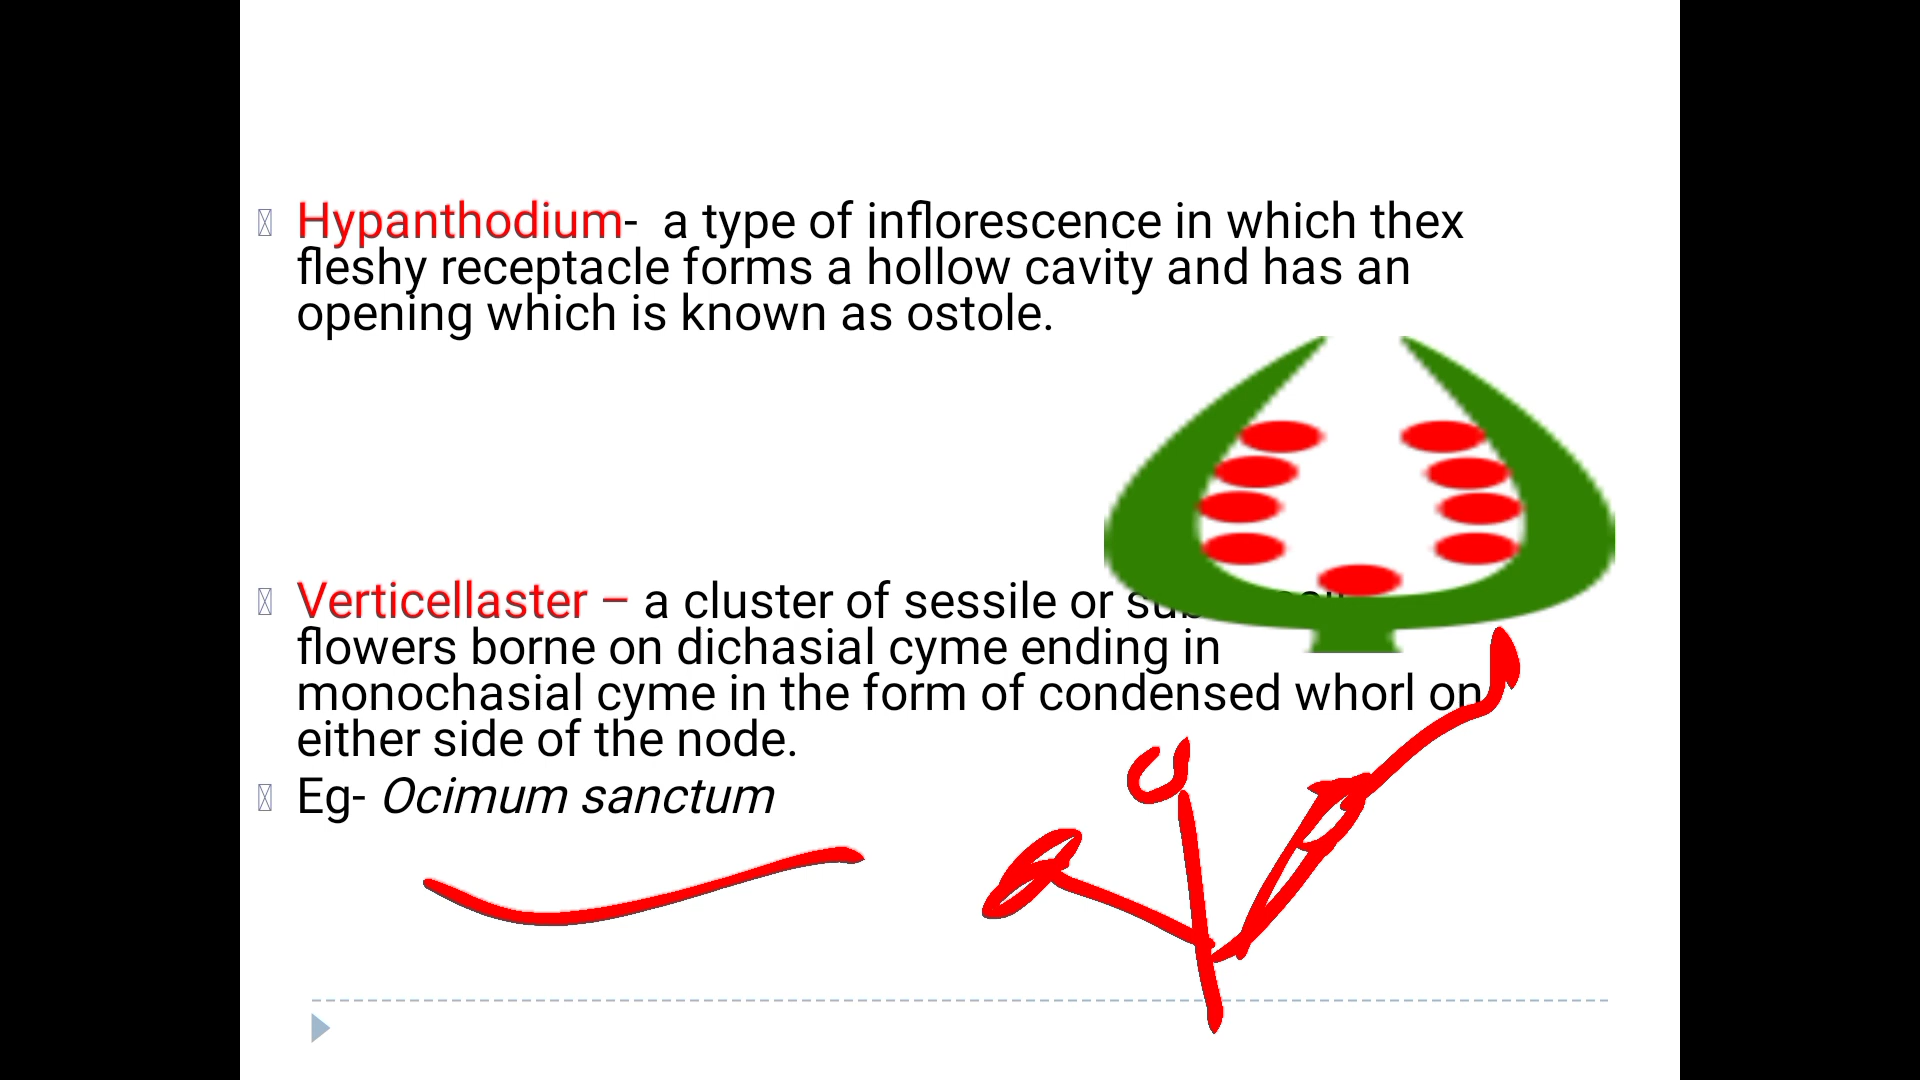 Hypanthodium-  a type of inflorescence in which thex
fleshy receptacle forms a hollow cavity and has an
opening which is known as ostole.
Verticellaster – a cluster of sessile or
flowers borne on dichasial cyme ending in
monochasial cyme in the form of condensed whorl on
either side of the node.
Eg- Ocimum sanctum